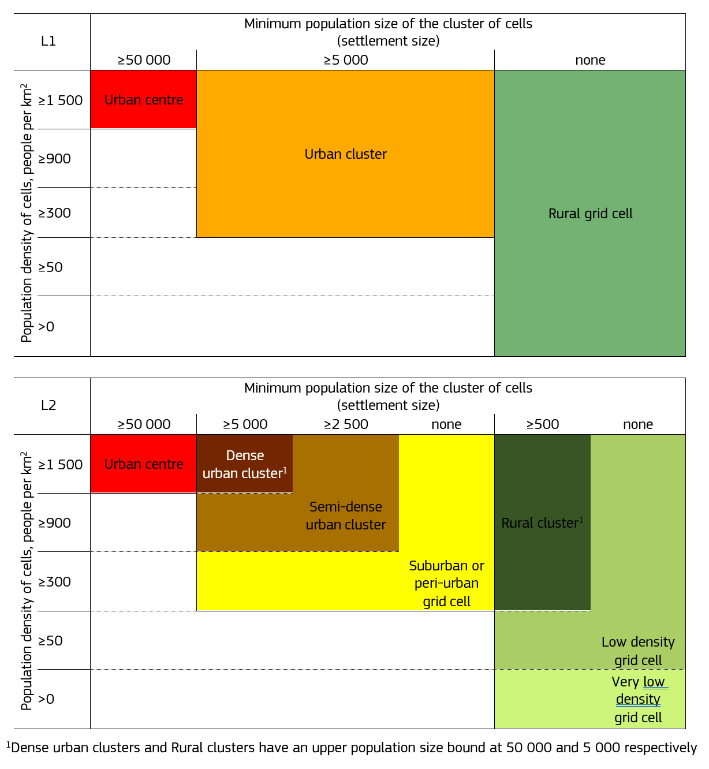 L1
Minimum population size of the cluster of cells
(settlement size)
≥50 000
≥5 000
none
Population density of cells, people per km²
≥1 500
≥900
≥300
≥50
>0
Urban centre
Urban cluster
Rural grid cell
L2
Minimum population size of the cluster of cells
(settlement size)
≥50 000
≥5 000
≥2 500
none
≥500
none
Population density of cells, people per km²
≥1 500
≥900
≥300
≥50
>0
Urban centre
Dense
urban cluster¹
Semi-dense
urban cluster
Suburban or
peri-urban
grid cell
Rural cluster¹
Low density
grid cell
Very low
density
grid cell
¹Dense urban clusters and Rural clusters have an upper population size bound at 50 000 and 5 000 respectively